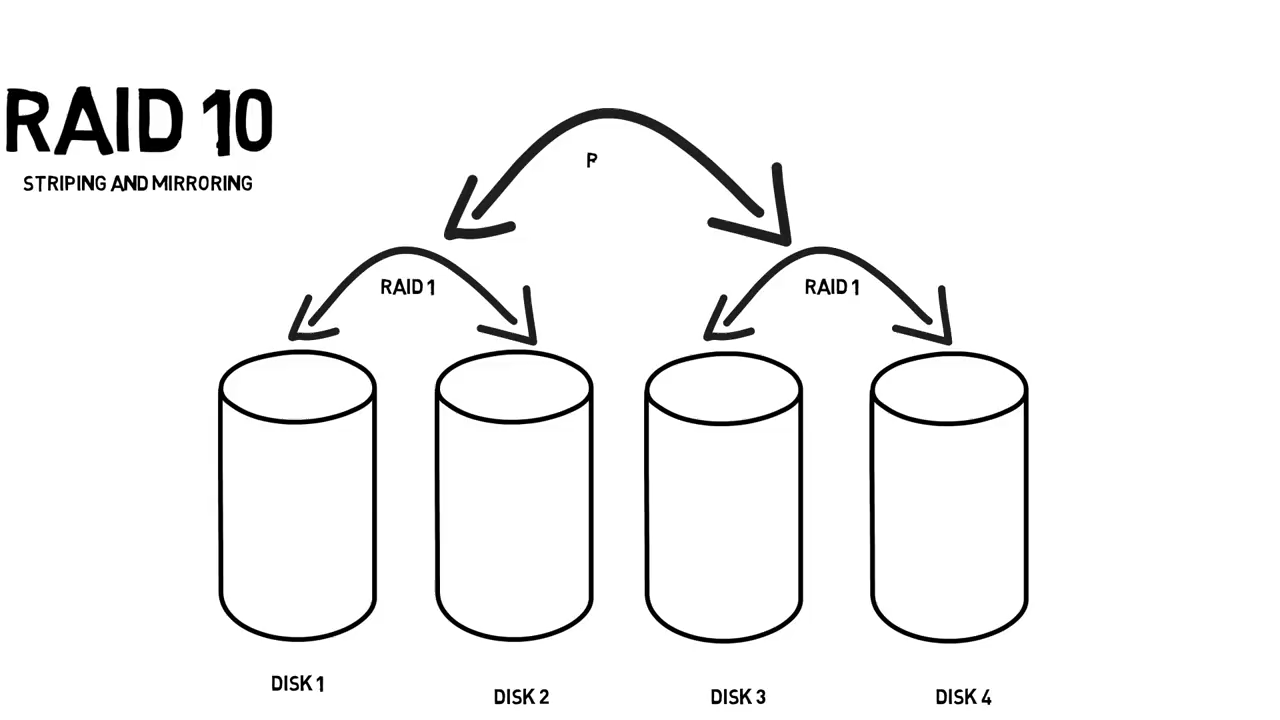 RAID 10
STRIPING AND MIRRORING
R
RAID 1
RAID 1
DISK 1
DISK 2
DISK 3
DISK 4